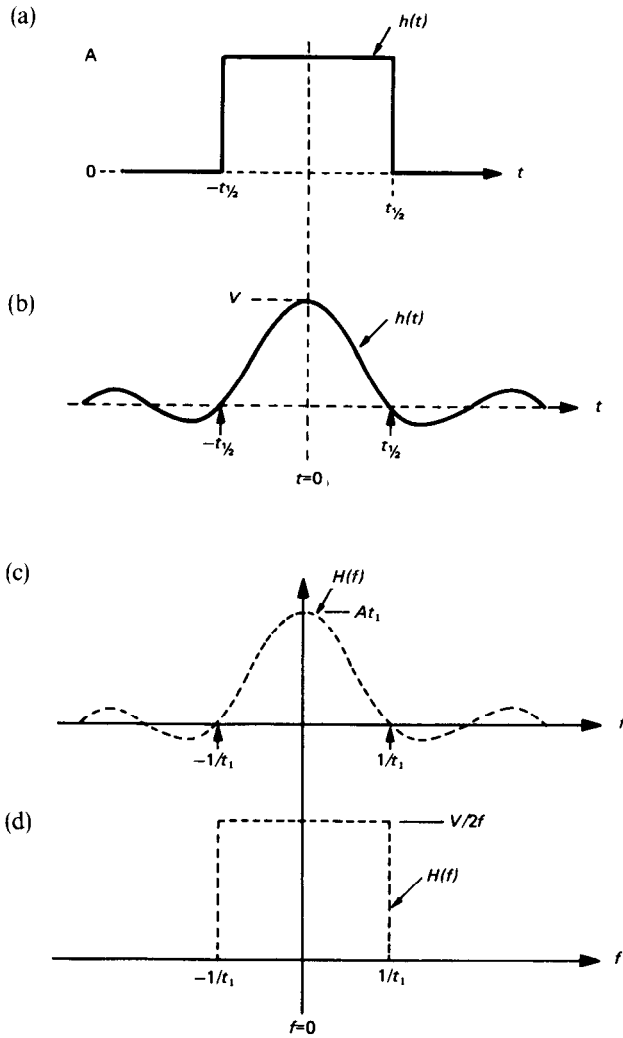 (a)
h(t)
A
0
t
−t½
t½
(b)
V
h(t)
t
−t½
t½
t=0
(c)
H(f)
At₁
f
−1/t₁
1/t₁
(d)
V/2f
H(f)
f
−1/t₁
1/t₁
f=0